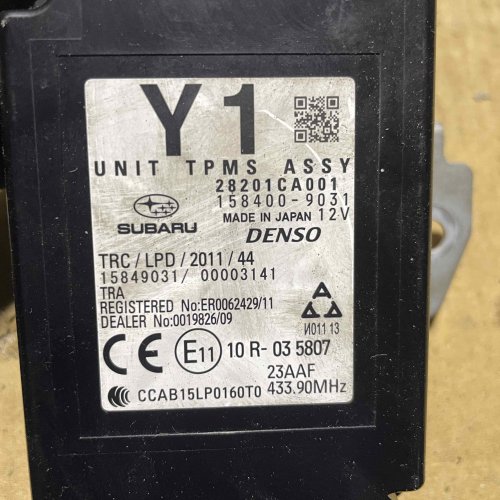 Y1
UNIT TPMS ASSY
28201CA001
158400-9031
MADE IN JAPAN 12V
SUBARU
DENSO
TRC/LPD/2011/44
15849031/ 00003141
TRA
REGISTERED No:ER0062429/11
DEALER No:0019826/09
И011 13
CE E11 10 R-03 5807
23AAF
CCAB15LP0160T0 433.90MHz